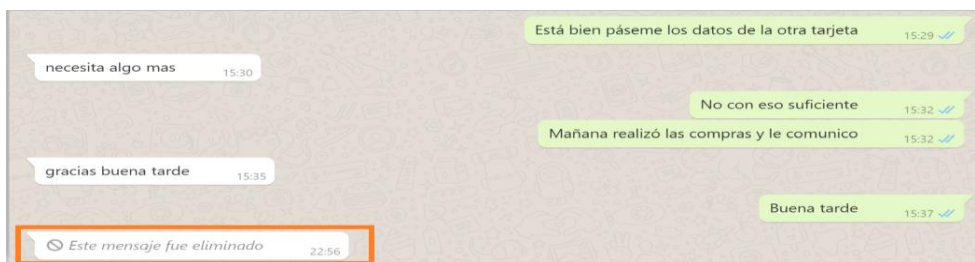 Está bien páseme los datos de la otra tarjeta 15:29
necesita algo mas 15:30
No con eso suficiente 15:32
Mañana realizó las compras y le comunico 15:32
gracias buena tarde 15:35
Buena tarde 15:37
Este mensaje fue eliminado 22:56